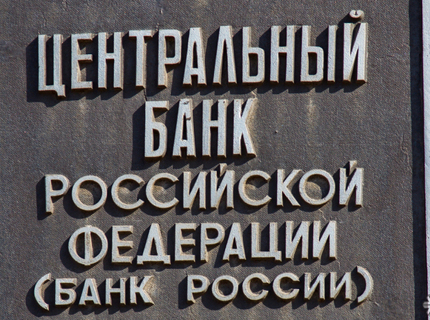 ЦЕНТРАЛЬНЫЙ
БАНК
РОССИЙСКОЙ
ФЕДЕРАЦИИ
(БАНК РОССИИ)